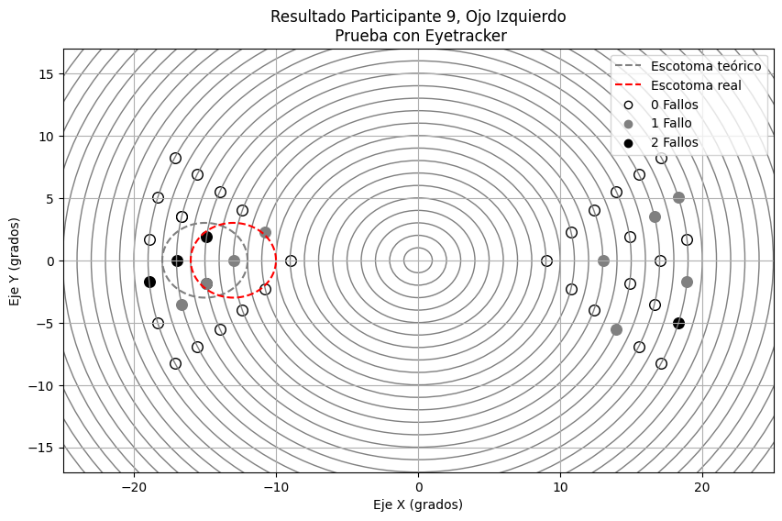 Resultado Participante 9, Ojo Izquierdo
Prueba con Eyetracker
Escotoma teórico
Escotoma real
0 Fallos
1 Fallo
2 Fallos
Eje Y (grados)
15
10
5
0
−5
−10
−15
−20
−10
0
10
20
Eje X (grados)